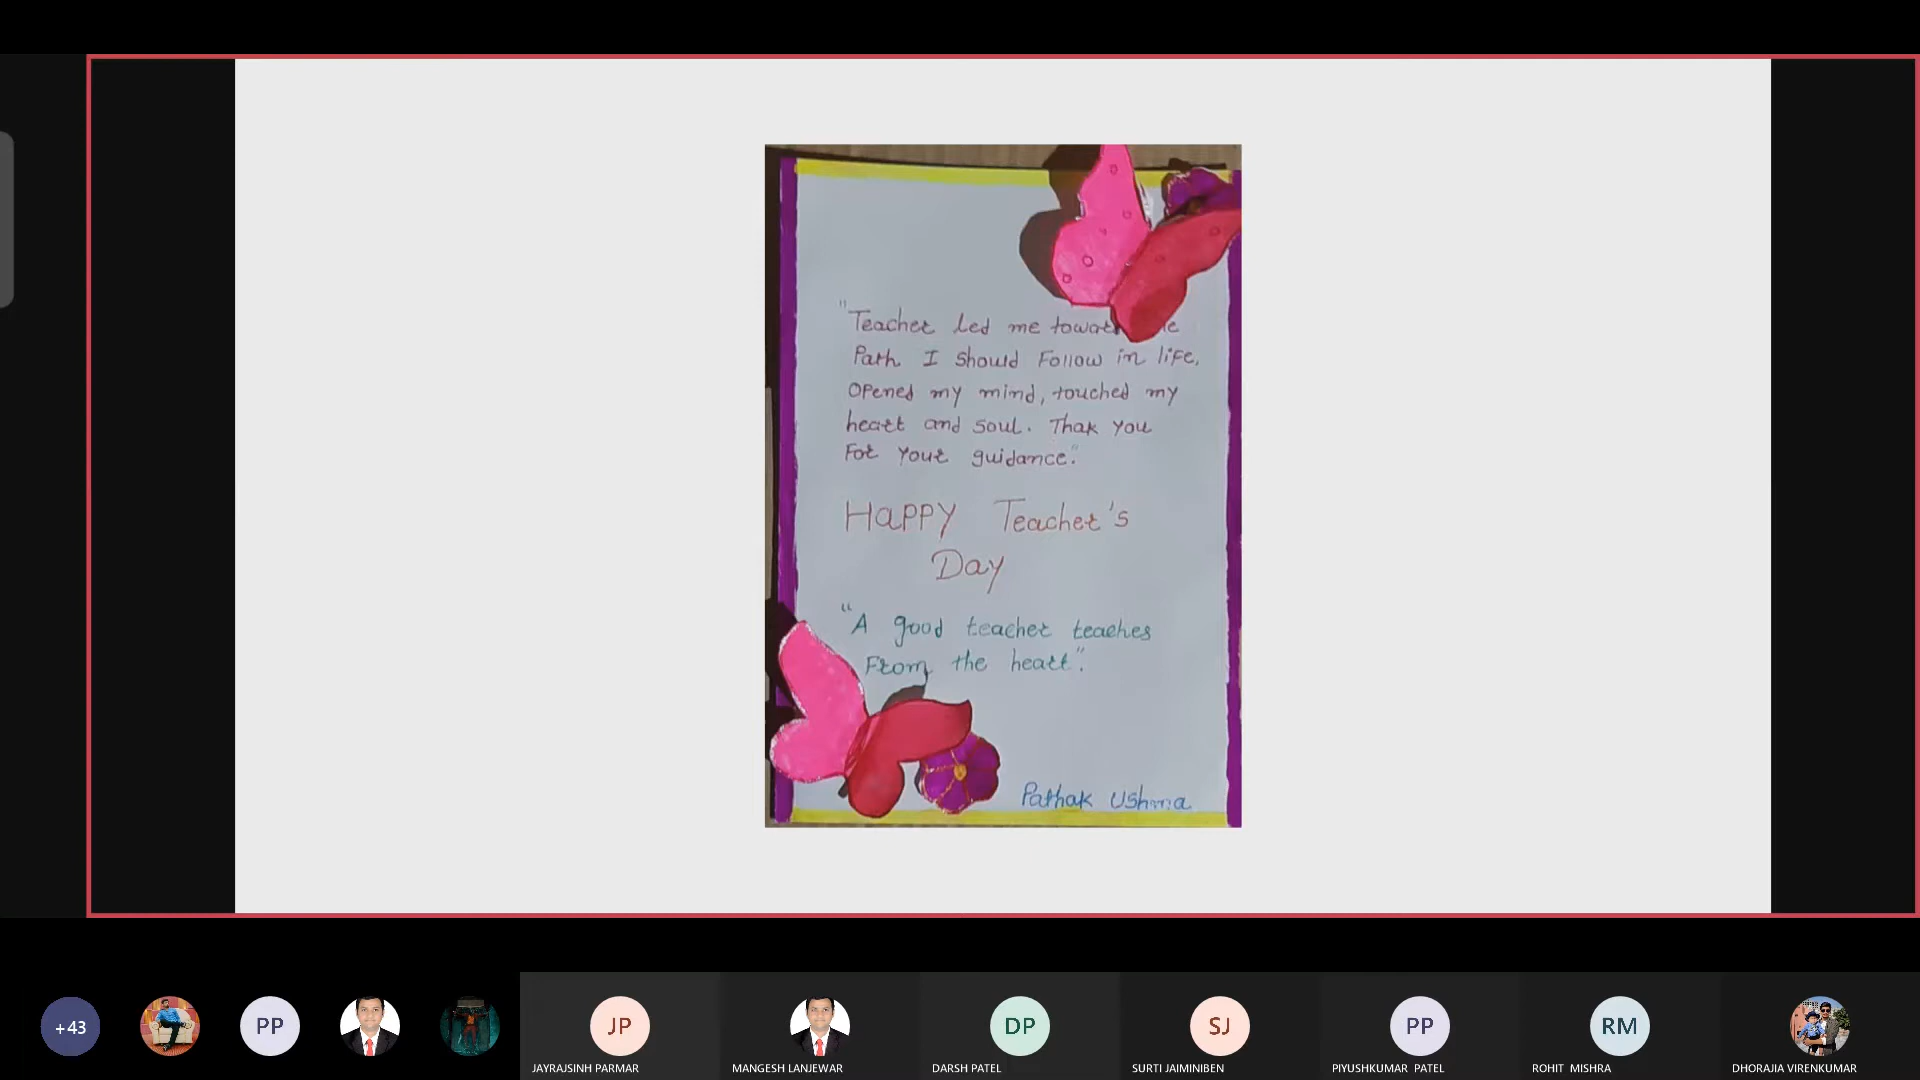 "Teacher Led me
Path I should Follow in life,
opened my mind, touched my
heart and soul. Thak you
For your guidance."
Happy Teacher's
Day
"A good teacher teaches
From the heart".
Pathak Ushma
+43
PP
JP
DP
SJ
PP
RM
JAYRAJSINH PARMAR
MANGESH LANJEWAR
DARSH PATEL
SURTI JAIMINIBEN
PIYUSHKUMAR PATEL
ROHIT MISHRA
DHORAJIA VIRENKUMAR